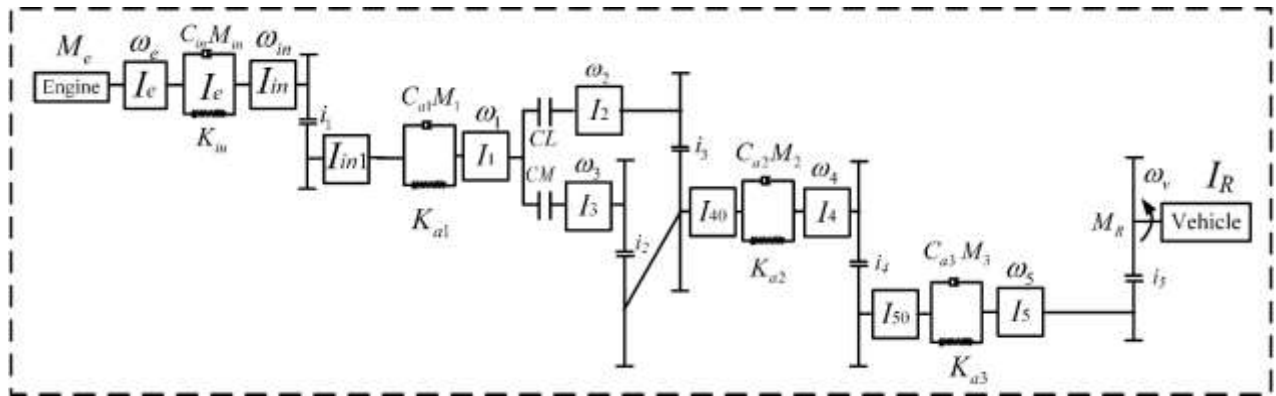 M_e
Engine
ω_e
I_e
C_in M_in
I_e
K_in
ω_in
I_in
i_1
I_in1
C_a1 M_1
K_a1
ω_1
I_1
CL
CM
ω_2
I_2
ω_3
I_3
i_3
i_2
I_40
C_a2 M_2
K_a2
ω_4
I_4
i_4
I_50
C_a3 M_3
K_a3
ω_5
I_5
i_5
M_R
ω_v
I_R
Vehicle